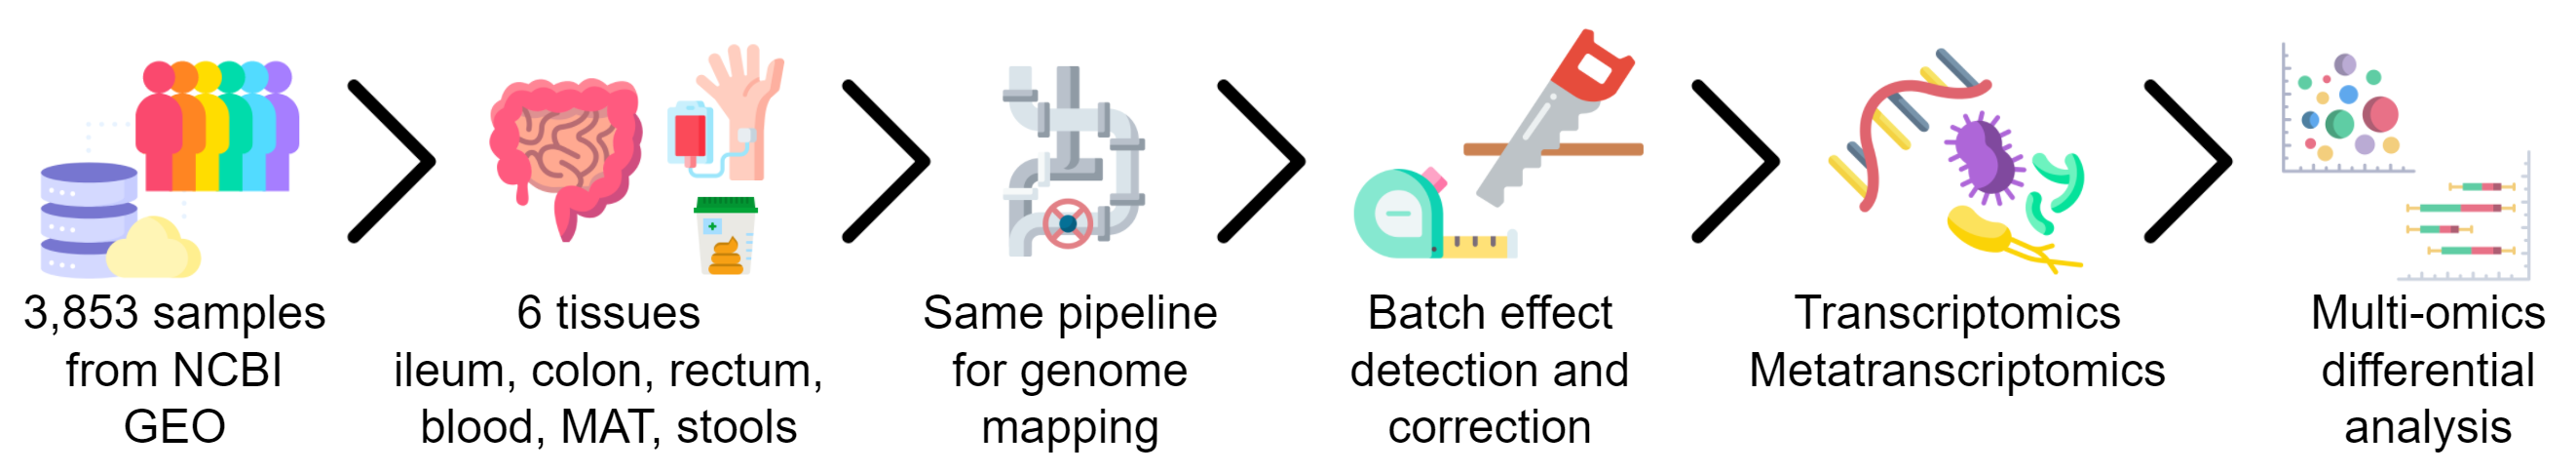 3,853 samples
from NCBI
GEO
6 tissues
ileum, colon, rectum,
blood, MAT, stools
Same pipeline
for genome
mapping
Batch effect
detection and
correction
Transcriptomics
Metatranscriptomics
Multi-omics
differential
analysis